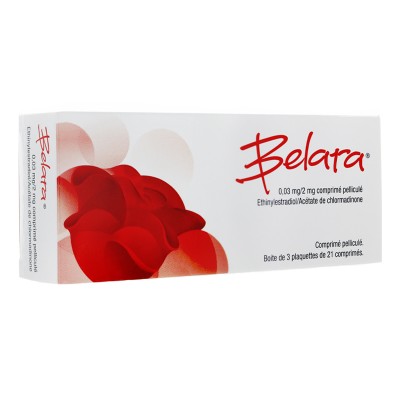 Belara®
0,03 mg/2 mg comprimé pelliculé
Ethinylestradiol/Acétate de chlormadinone
Comprimé pelliculé.
Boite de 3 plaquettes de 21 comprimés.
Belara®
0,03 mg/2 mg comprimé pelliculé
Ethinylestradiol/Acétate de chlormadinone